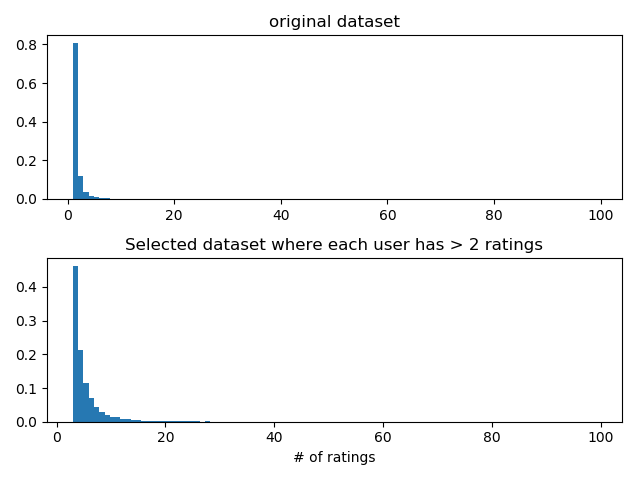 original dataset
0.8
0.6
0.4
0.2
0.0
0 20 40 60 80 100
Selected dataset where each user has > 2 ratings
0.4
0.3
0.2
0.1
0.0
0 20 40 60 80 100
# of ratings